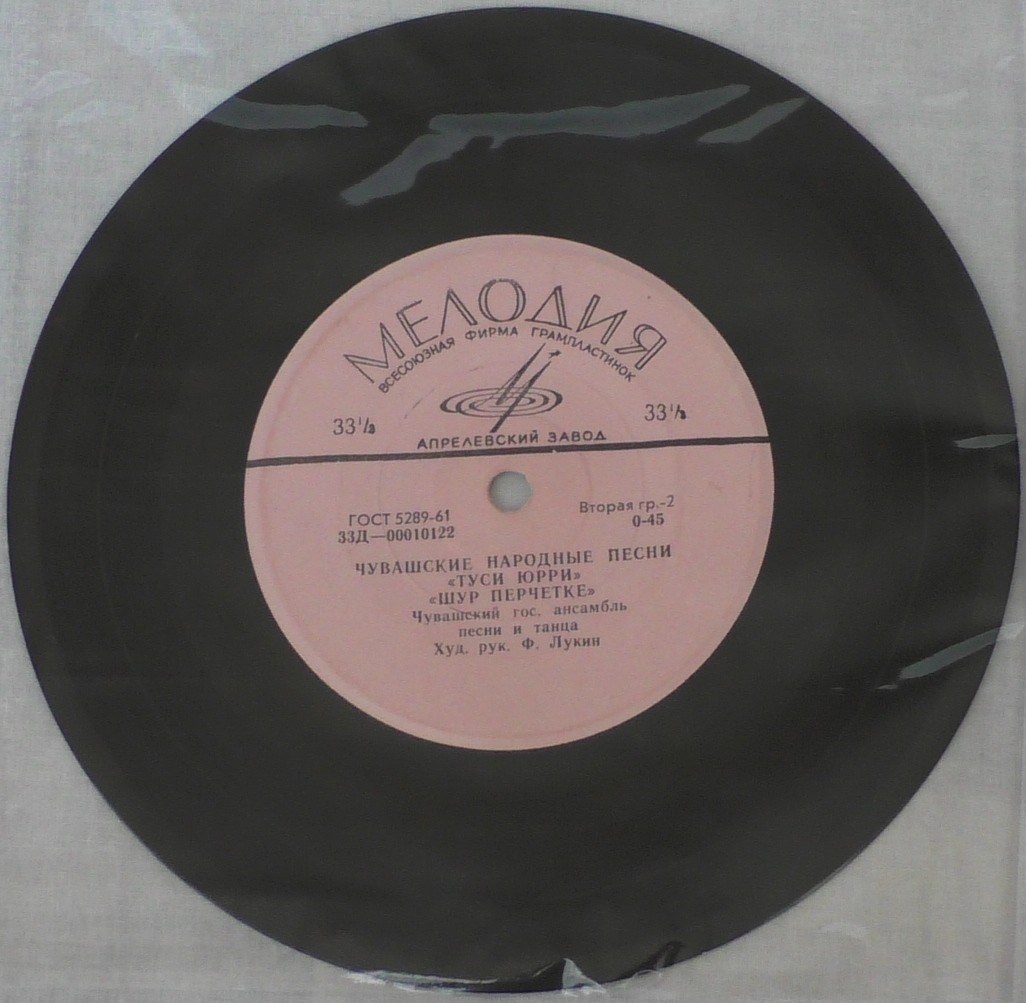 МЕЛОДИЯ
ВСЕСОЮЗНАЯ ФИРМА ГРАМПЛАСТИНОК
33⅓ 33⅓
АПРЕЛЕВСКИЙ ЗАВОД
ГОСТ 5289-61 Вторая гр.-2
33Д—00010122 0-45
ЧУВАШСКИЕ НАРОДНЫЕ ПЕСНИ
«ТУСИ ЮРРИ»
«ШУР ПЕРЧЕТКЕ»
Чувашский гос. ансамбль
песни и танца
Худ. рук. Ф. Лукин